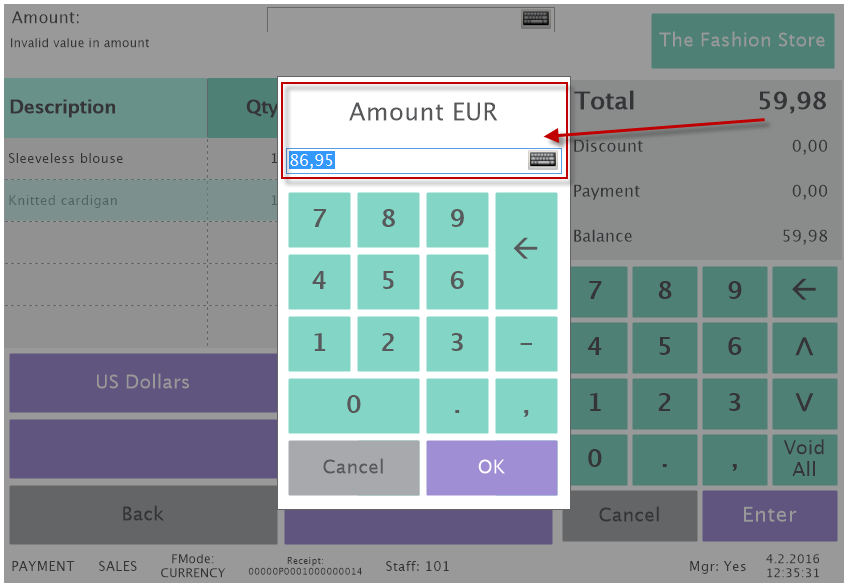 Amount:
Invalid value in amount
The Fashion Store
Description Qty
Sleeveless blouse 1
Knitted cardigan 1
Amount EUR
86,95
7 8 9 ←
4 5 6
1 2 3 -
0 . ,
Cancel OK
Total 59,98
Discount 0,00
Payment 0,00
Balance 59,98
7 8 9 ←
4 5 6 Λ
1 2 3 V
0 . , Void
All
Cancel Enter
US Dollars
Back
PAYMENT SALES FMode:
CURRENCY
Receipt:
00000P0001000000014
Staff: 101
Mgr: Yes
4.2.2016
12:35:31